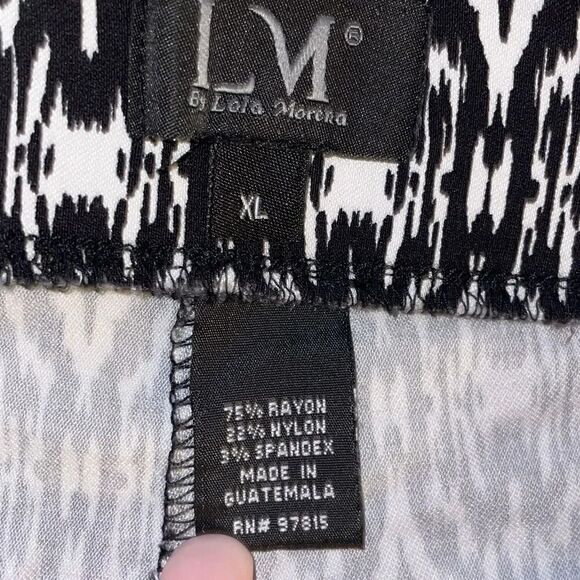 LM®
By Lola Morena
XL
75% RAYON
22% NYLON
3% SPANDEX
MADE IN
GUATEMALA
RN# 97815